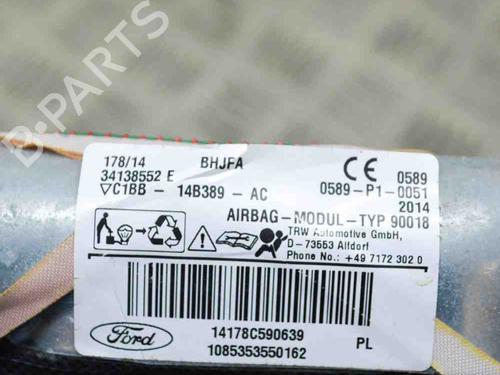 B-PARTS
178/14 BHJFA 0589
34138552 E 0589-P1-0051
C1BB - 14B389 - AC 2014
AIRBAG-MODUL-TYP 90018
TRW Automotive GmbH,
D-73553 Alfdorf
Phone No.: +49 7172 302 0
Ford 14178C590639 PL
1085353550162